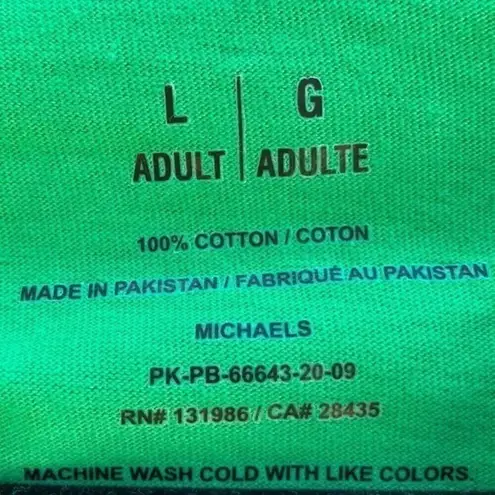 L | G
ADULT | ADULTE
100% COTTON / COTON
MADE IN PAKISTAN / FABRIQUÉ AU PAKISTAN
MICHAELS
PK-PB-66643-20-09
RN# 131986 / CA# 28435
MACHINE WASH COLD WITH LIKE COLORS.